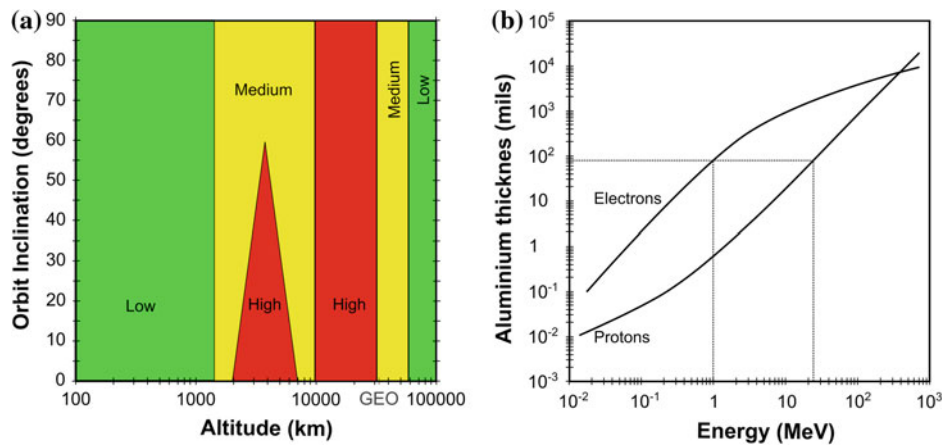 (a)
Orbit Inclination (degrees)
90
80
70
60
50
40
30
20
10
0
Medium
Medium
Low
Low
High
High
100
1000
10000
GEO
100000
Altitude (km)
(b)
Aluminium thicknes (mils)
10^5
10^4
10^3
10^2
10
1
10^-1
10^-2
10^-3
Electrons
Protons
10^-2
10^-1
1
10
10^2
10^3
Energy (MeV)